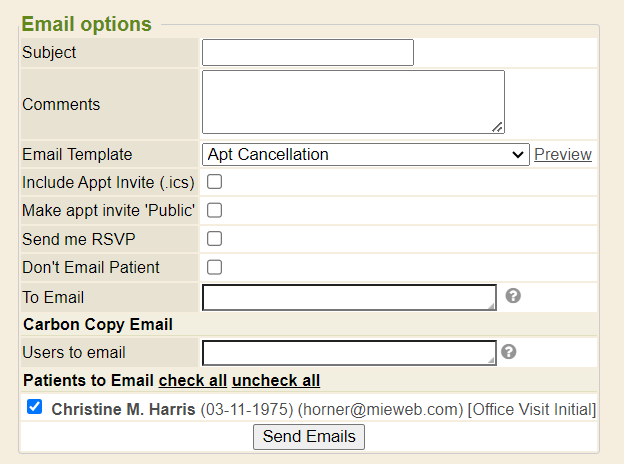 Email options
Subject
Comments
Email Template Apt Cancellation Preview
Include Appt Invite (.ics)
Make appt invite 'Public'
Send me RSVP
Don't Email Patient
To Email ?
Carbon Copy Email
Users to email ?
Patients to Email check all uncheck all
Christine M. Harris (03-11-1975) (horner@mieweb.com) [Office Visit Initial]
Send Emails